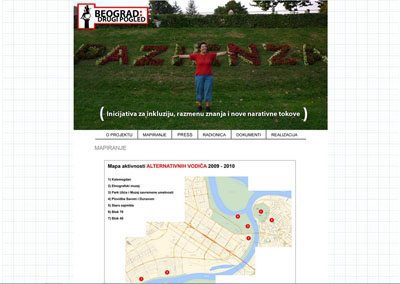 BEOGRAD:
DRUGI POGLED
PAZIENZA
( Inicijativa za inkluziju, razmenu znanja i nove narativne tokove )
O PROJEKTU MAPIRANJE PRESS RADIONICA DOKUMENTI REALIZACIJA
MAPIRANJE
Mapa aktivnosti ALTERNATIVNIH VODIČA 2009 - 2010
1) Kalemegdan
2) Etnografski muzej
3) Park Ušće i Muzej savremene umetnosti
4) Plovidba Savom i Dunavom
5) Staro sajmište
6) Blok 70
7) Blok 45